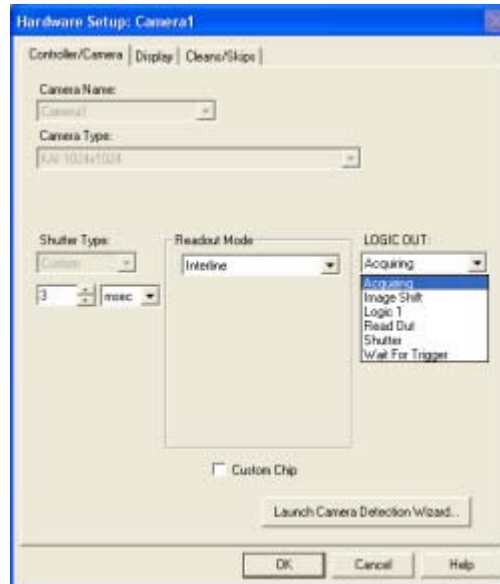 Hardware Setup: Camera1
Controller/Camera Display Cleans/Skips
Camera Name:
Camera1
Camera Type:
KAI 1024x1024
Shutter Type:
Custom
3 msec
Readout Mode
Interline
LOGIC OUT:
Acquiring
Acquiring
Image Shift
Logic 1
Read Out
Shutter
Wait For Trigger
Custom Chip
Launch Camera Detection Wizard...
OK Cancel Help